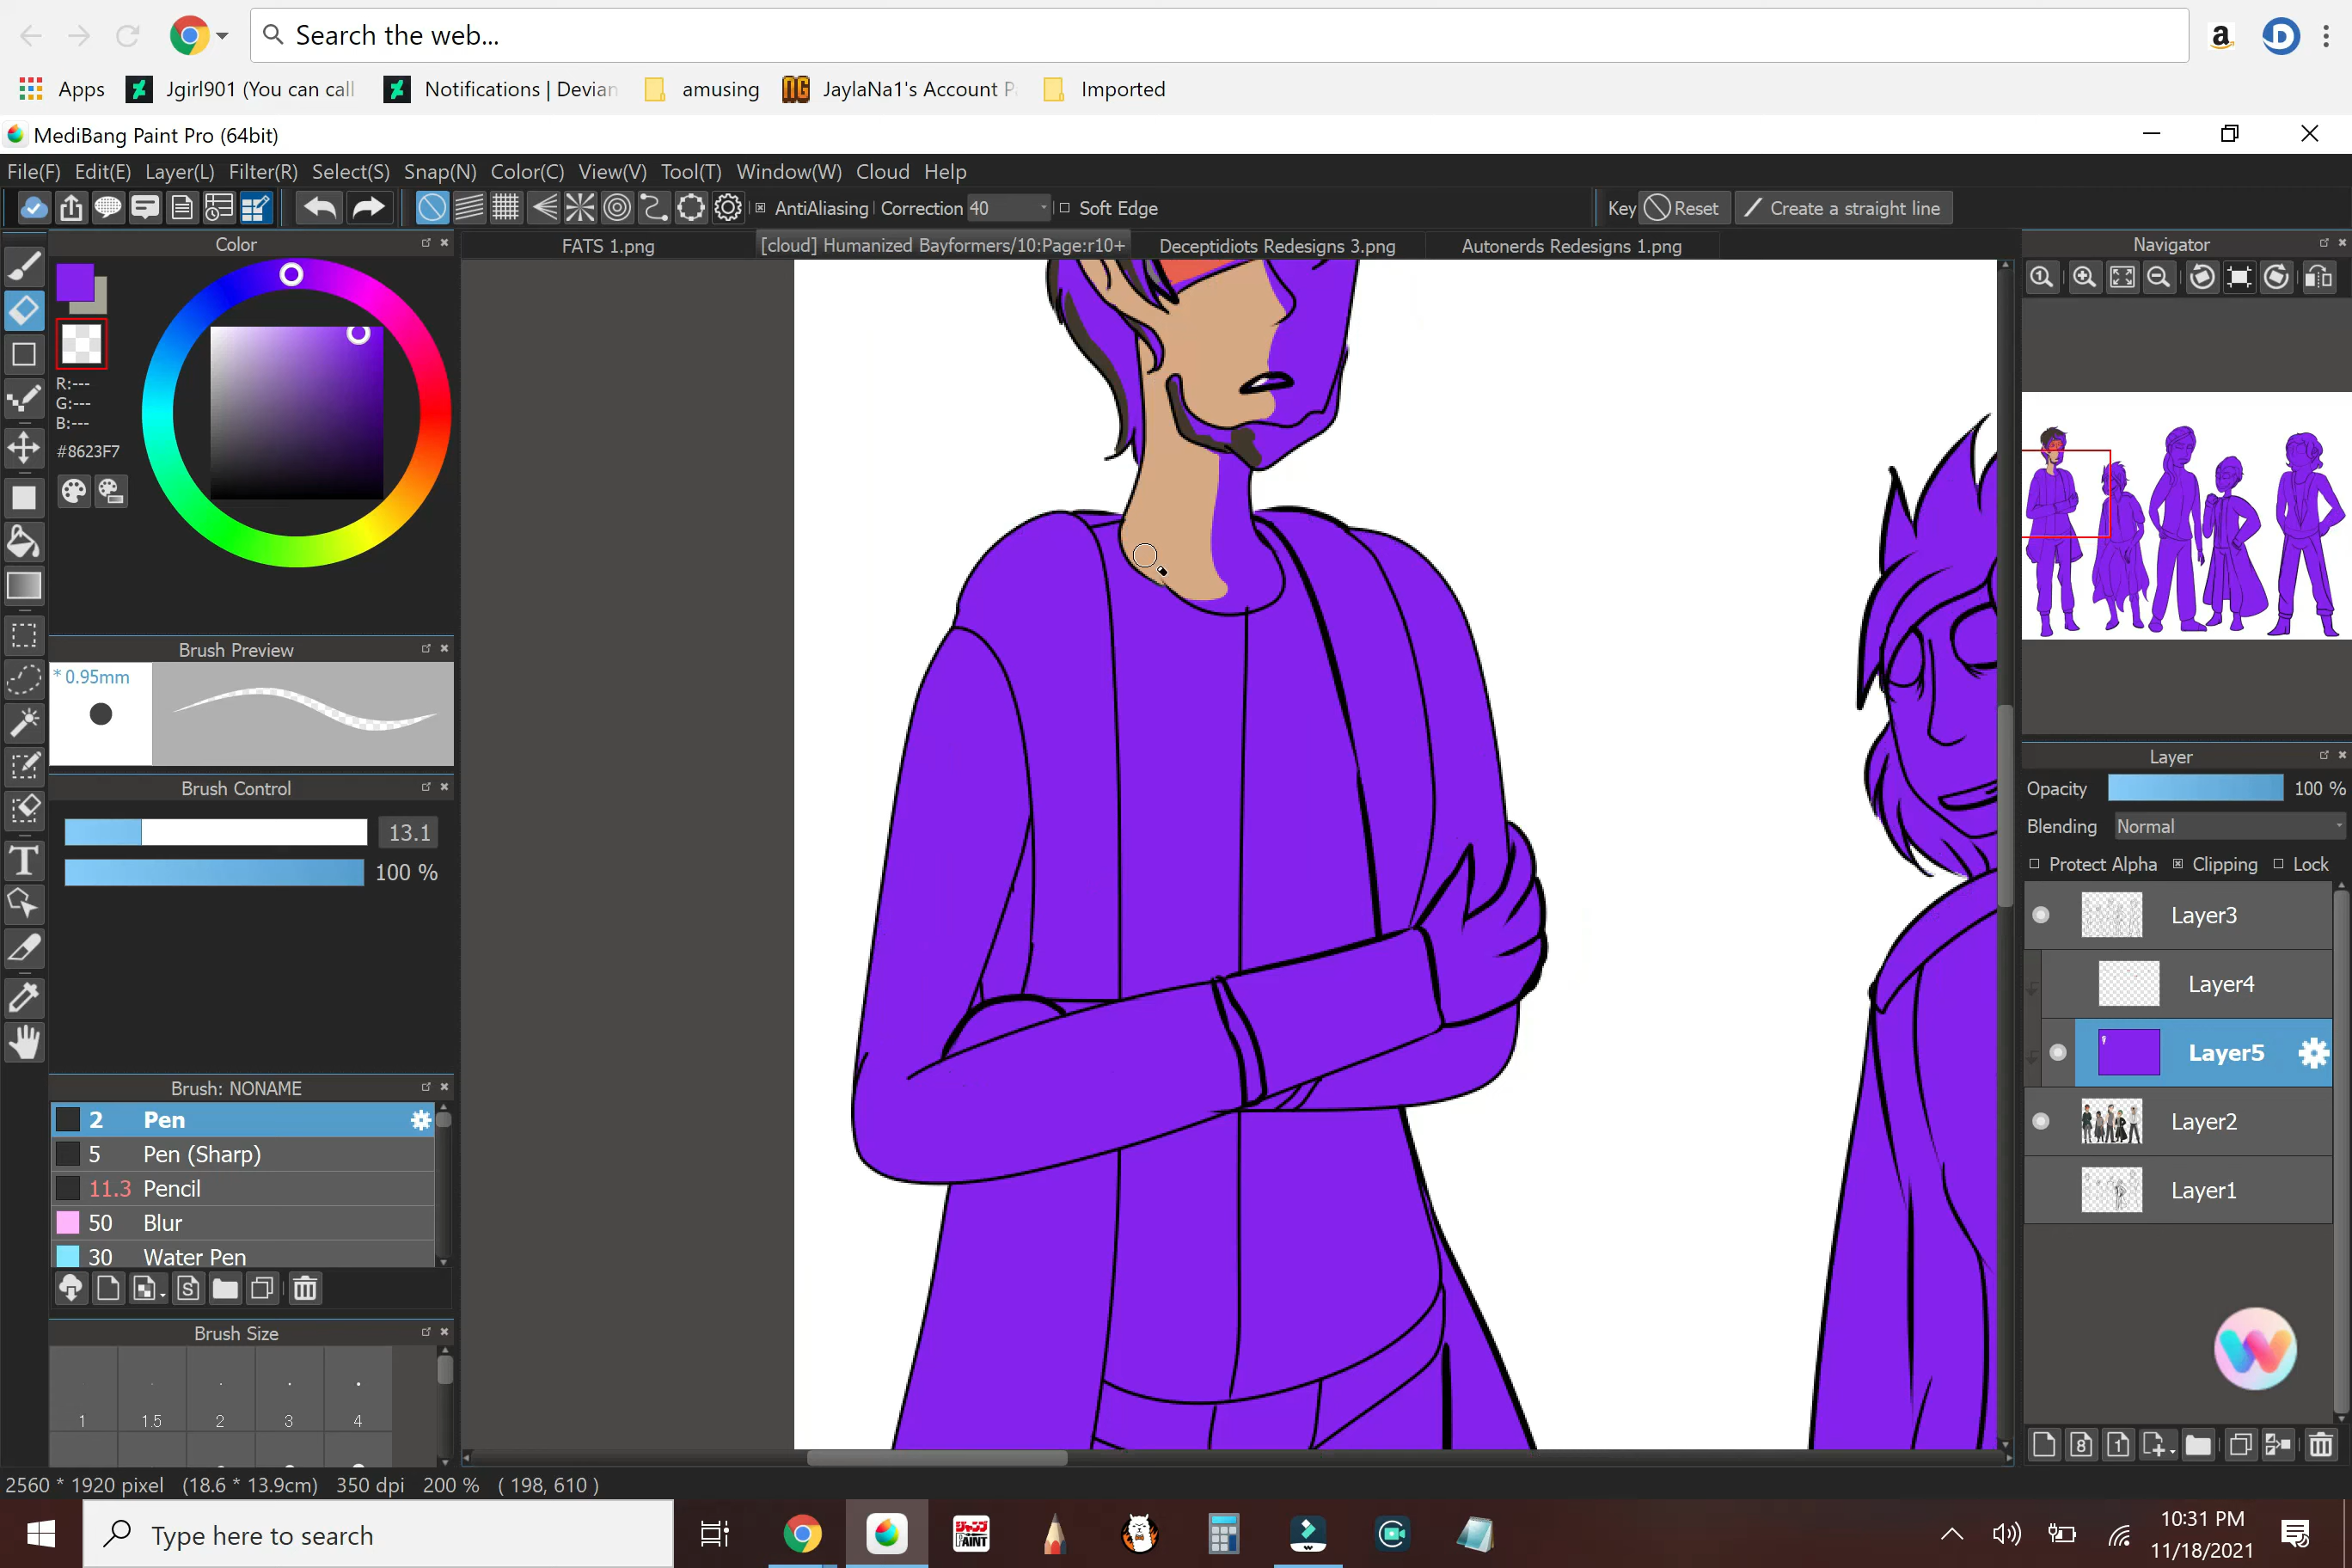 Search the web...
Apps
Jgirl901 (You can call
Notifications | Devian
amusing
JaylaNa1's Account P
Imported
MediBang Paint Pro (64bit)
File(F) Edit(E) Layer(L) Filter(R) Select(S) Snap(N) Color(C) View(V) Tool(T) Window(W) Cloud Help
AntiAliasing Correction 40 Soft Edge
Key Reset Create a straight line
Color
FATS 1.png
[cloud] Humanized Bayformers/10:Page:r10+
Deceptidiots Redesigns 3.png
Autonerds Redesigns 1.png
Navigator
R:---
G:---
B:---
#8623F7
Brush Preview
* 0.95mm
Brush Control
13.1
100 %
Brush: NONAME
2 Pen
5 Pen (Sharp)
11.3 Pencil
50 Blur
30 Water Pen
Brush Size
1 1.5 2 3 4
Layer
Opacity 100 %
Blending Normal
Protect Alpha Clipping Lock
Layer3
Layer4
Layer5
Layer2
Layer1
2560 * 1920 pixel (18.6 * 13.9cm) 350 dpi 200 % ( 198, 610 )
Type here to search
ジャンプ
PAINT
10:31 PM
11/18/2021